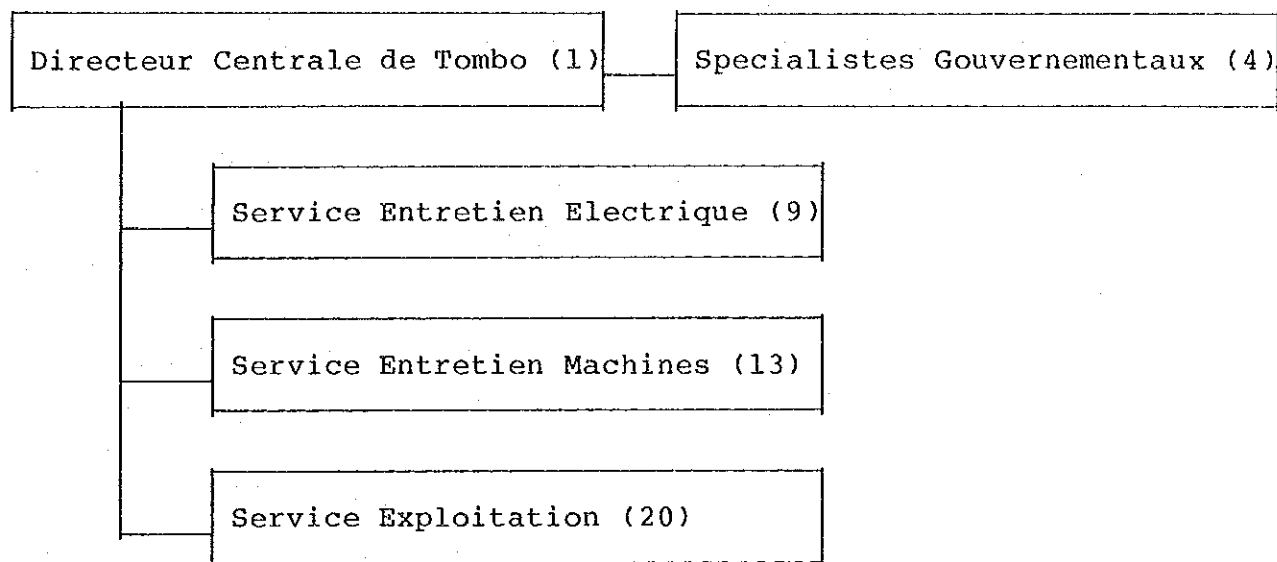 Directeur Centrale de Tombo (1)
Specialistes Gouvernementaux (4)
Service Entretien Electrique (9)
Service Entretien Machines (13)
Service Exploitation (20)